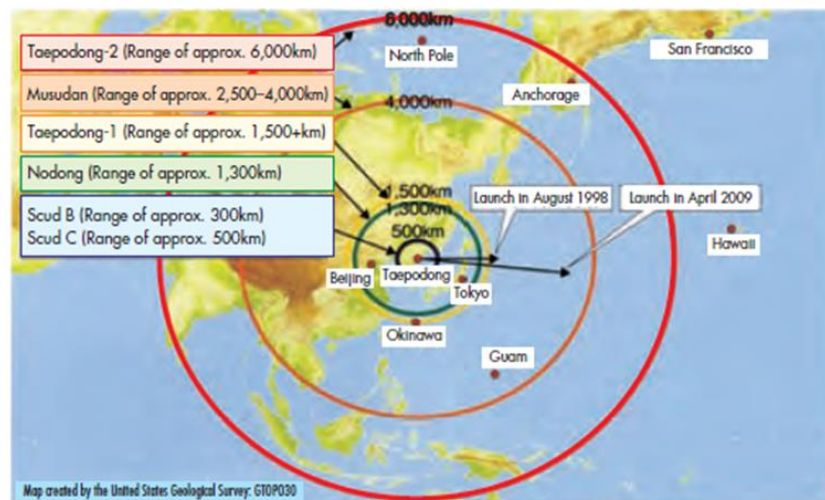 6,000km
North Pole
San Francisco
Taepodong-2 (Range of approx. 6,000km)
Musudan (Range of approx. 2,500–4,000km)
4,000km
Anchorage
Taepodong-1 (Range of approx. 1,500+km)
Nodong (Range of approx. 1,300km)
1,500km
1,300km
Launch in August 1998
Launch in April 2009
Scud B (Range of approx. 300km)
Scud C (Range of approx. 500km)
500km
Hawaii
Beijing
Taepodong
Tokyo
Okinawa
Guam
Map created by the United States Geological Survey: GTOPO30